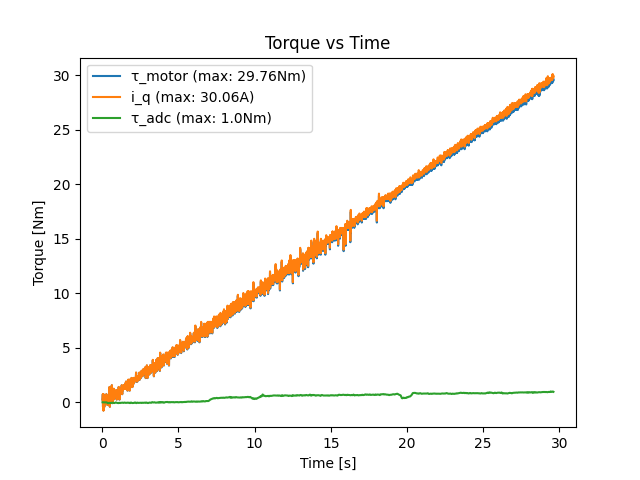 Torque vs Time
τ_motor (max: 29.76Nm)
i_q (max: 30.06A)
τ_adc (max: 1.0Nm)
Torque [Nm]
30
25
20
15
10
5
0
0 5 10 15 20 25 30
Time [s]